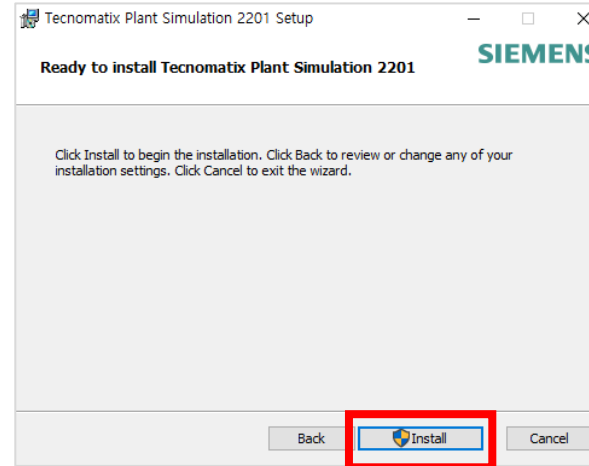 Tecnomatix Plant Simulation 2201 Setup
SIEMENS
Ready to install Tecnomatix Plant Simulation 2201
Click Install to begin the installation. Click Back to review or change any of your
installation settings. Click Cancel to exit the wizard.
Back
Install
Cancel